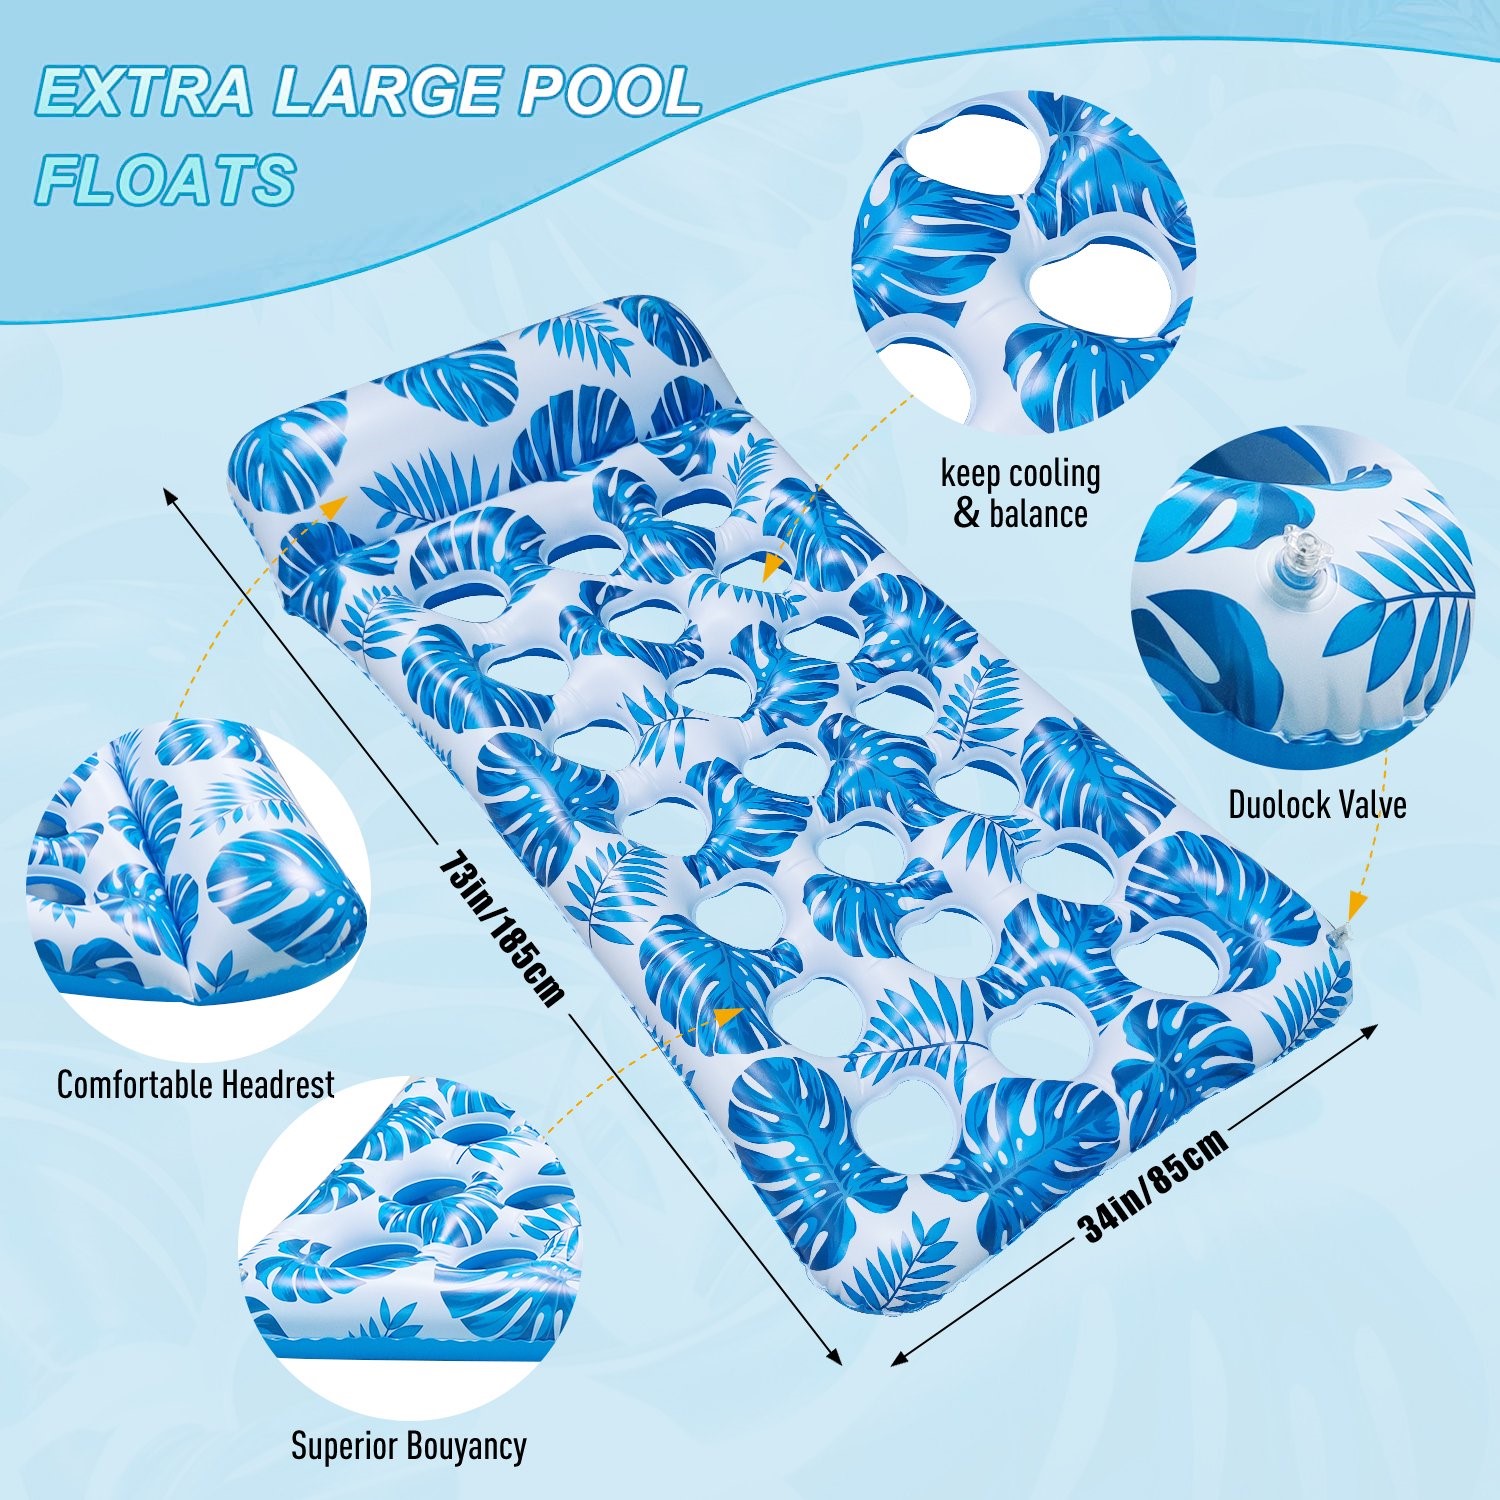 EXTRA LARGE POOL
FLOATS
keep cooling
& balance
Duolock Valve
73in/185cm
Comfortable Headrest
34in/85cm
Superior Bouyancy